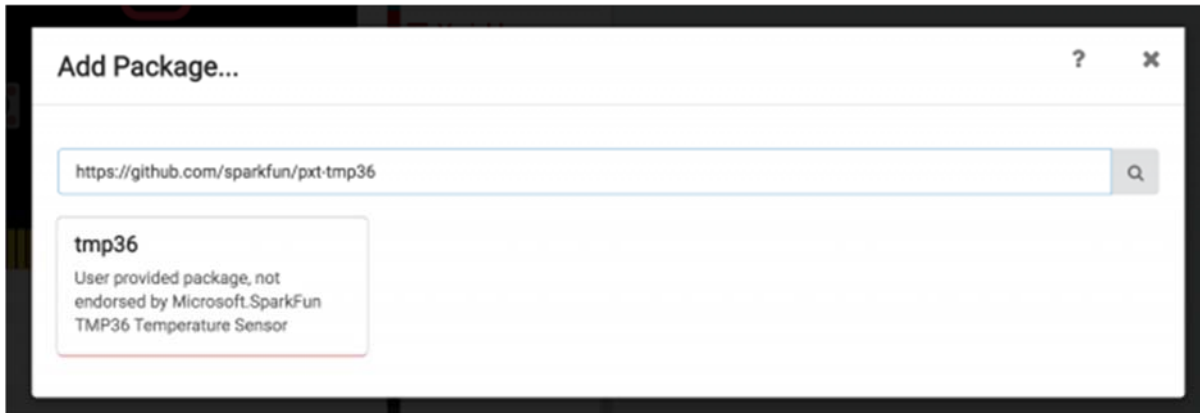 Add Package...
?
https://github.com/sparkfun/pxt-tmp36
tmp36
User provided package, not
endorsed by Microsoft.SparkFun
TMP36 Temperature Sensor